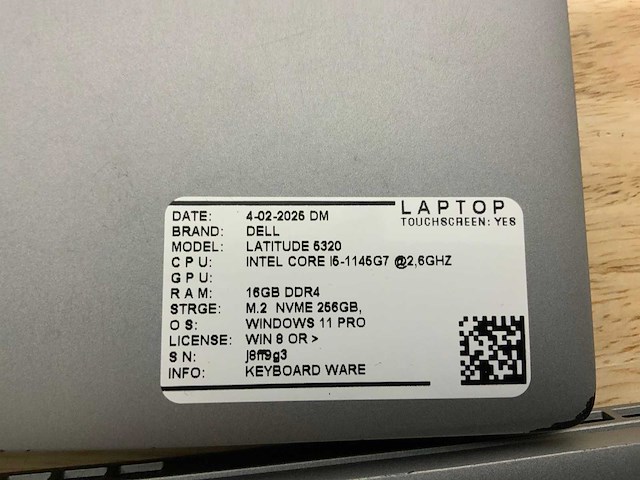 LAPTOP
TOUCHSCREEN: YES
DATE: 4-02-2025 DM
BRAND: DELL
MODEL: LATITUDE 5320
CPU: INTEL CORE I5-1145G7 @2,6GHZ
GPU:
RAM: 16GB DDR4
STRGE: M.2 NVME 256GB,
OS: WINDOWS 11 PRO
LICENSE: WIN 8 OR >
SN:
INFO: KEYBOARD WARE